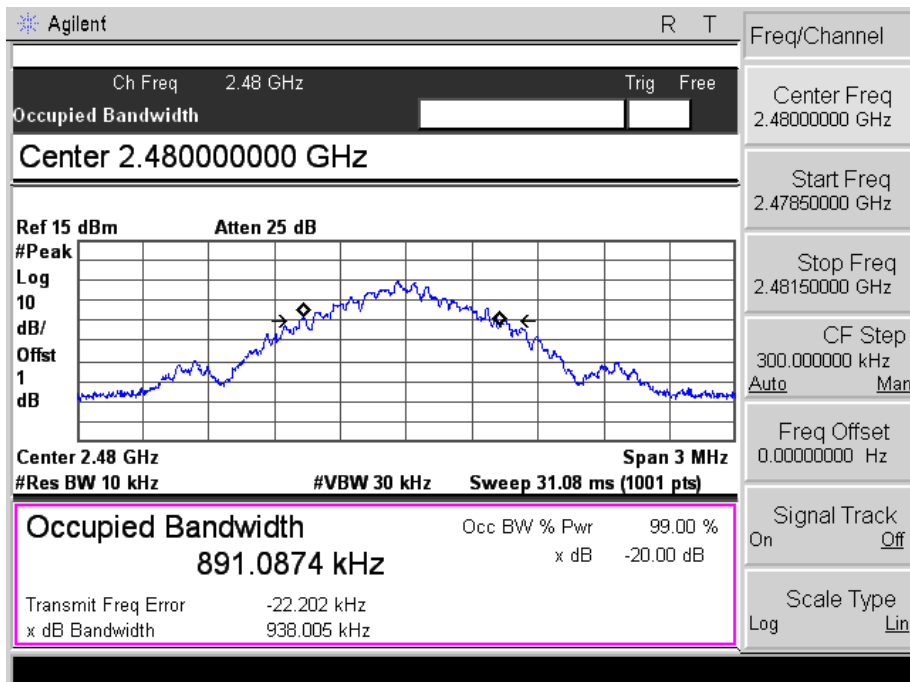 Agilent R T
Ch Freq 2.48 GHz Trig Free
Occupied Bandwidth
Center 2.480000000 GHz
Ref 15 dBm Atten 25 dB
#Peak
Log
10
dB/
Offst
1
dB
Center 2.48 GHz Span 3 MHz
#Res BW 10 kHz #VBW 30 kHz Sweep 31.08 ms (1001 pts)
Occupied Bandwidth
891.0874 kHz
Occ BW % Pwr 99.00 %
x dB -20.00 dB
Transmit Freq Error -22.202 kHz
x dB Bandwidth 938.005 kHz
Freq/Channel
Center Freq
2.48000000 GHz
Start Freq
2.47850000 GHz
Stop Freq
2.48150000 GHz
CF Step
300.000000 kHz
Auto Man
Freq Offset
0.00000000 Hz
Signal Track
On Off
Scale Type
Log Lin